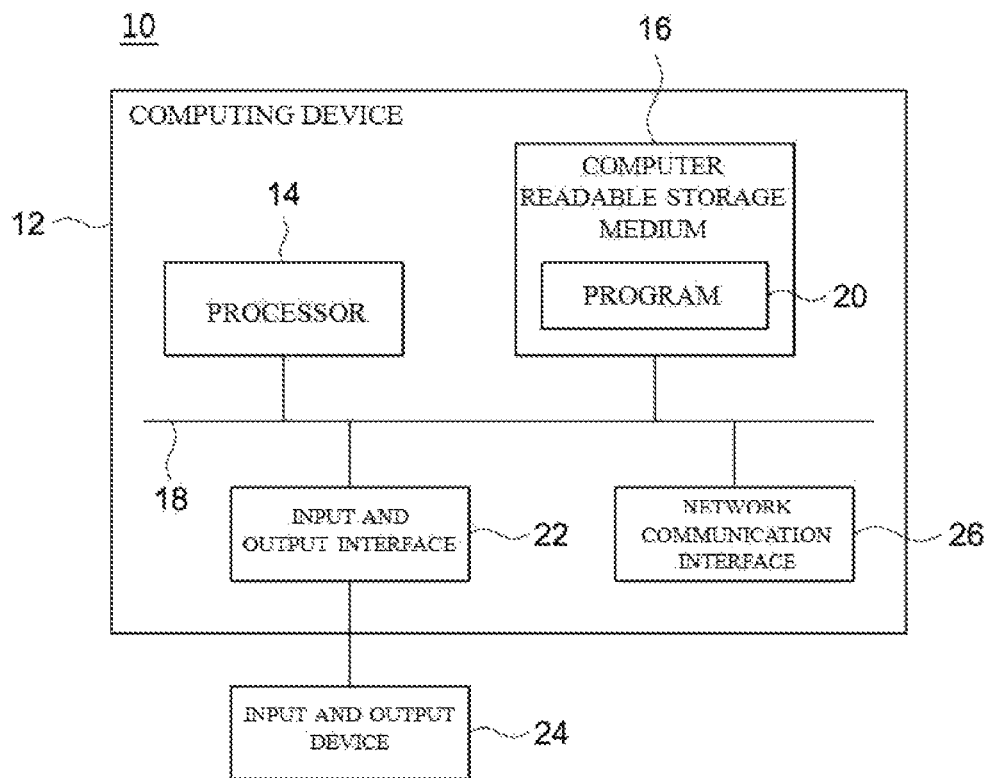 10
16
COMPUTING DEVICE
COMPUTER
READABLE STORAGE
MEDIUM
14
12
PROGRAM
20
PROCESSOR
18
INPUT AND
OUTPUT INTERFACE
22
NETWORK
COMMUNICATION
INTERFACE
26
INPUT AND OUTPUT
DEVICE
24